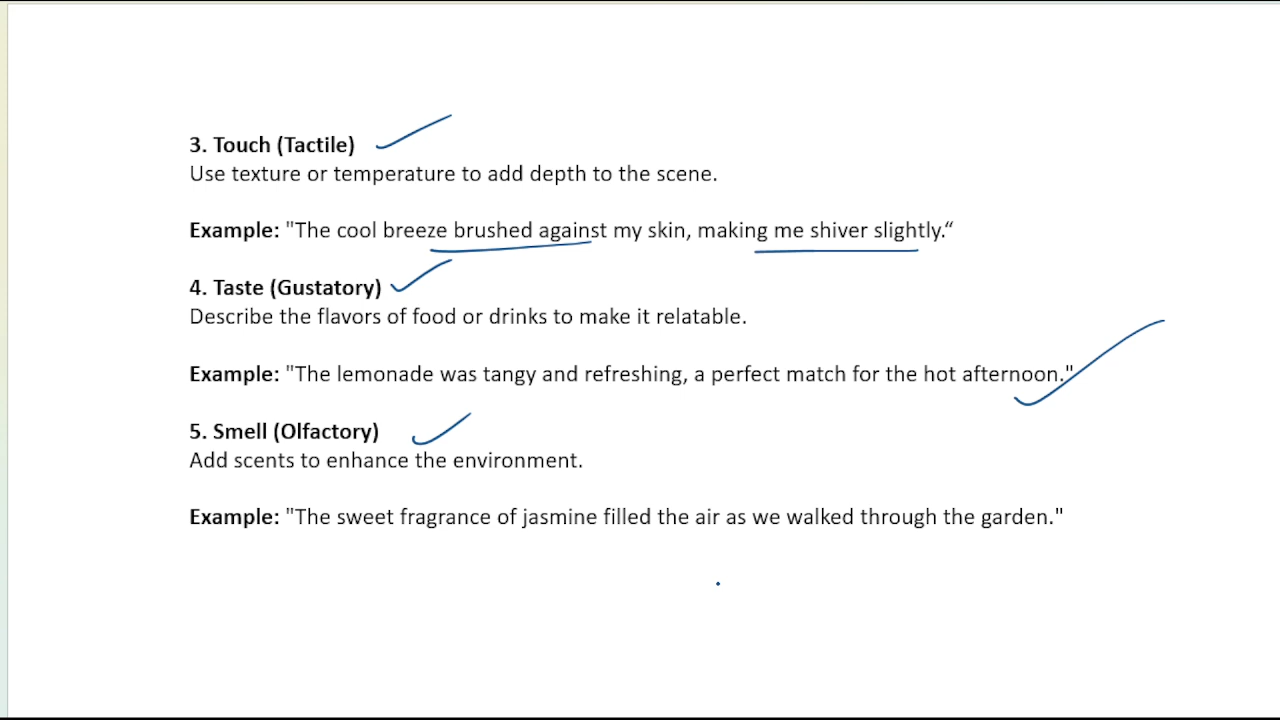 3. Touch (Tactile)
Use texture or temperature to add depth to the scene.
Example: "The cool breeze brushed against my skin, making me shiver slightly.“
4. Taste (Gustatory)
Describe the flavors of food or drinks to make it relatable.
Example: "The lemonade was tangy and refreshing, a perfect match for the hot afternoon."
5. Smell (Olfactory)
Add scents to enhance the environment.
Example: "The sweet fragrance of jasmine filled the air as we walked through the garden."